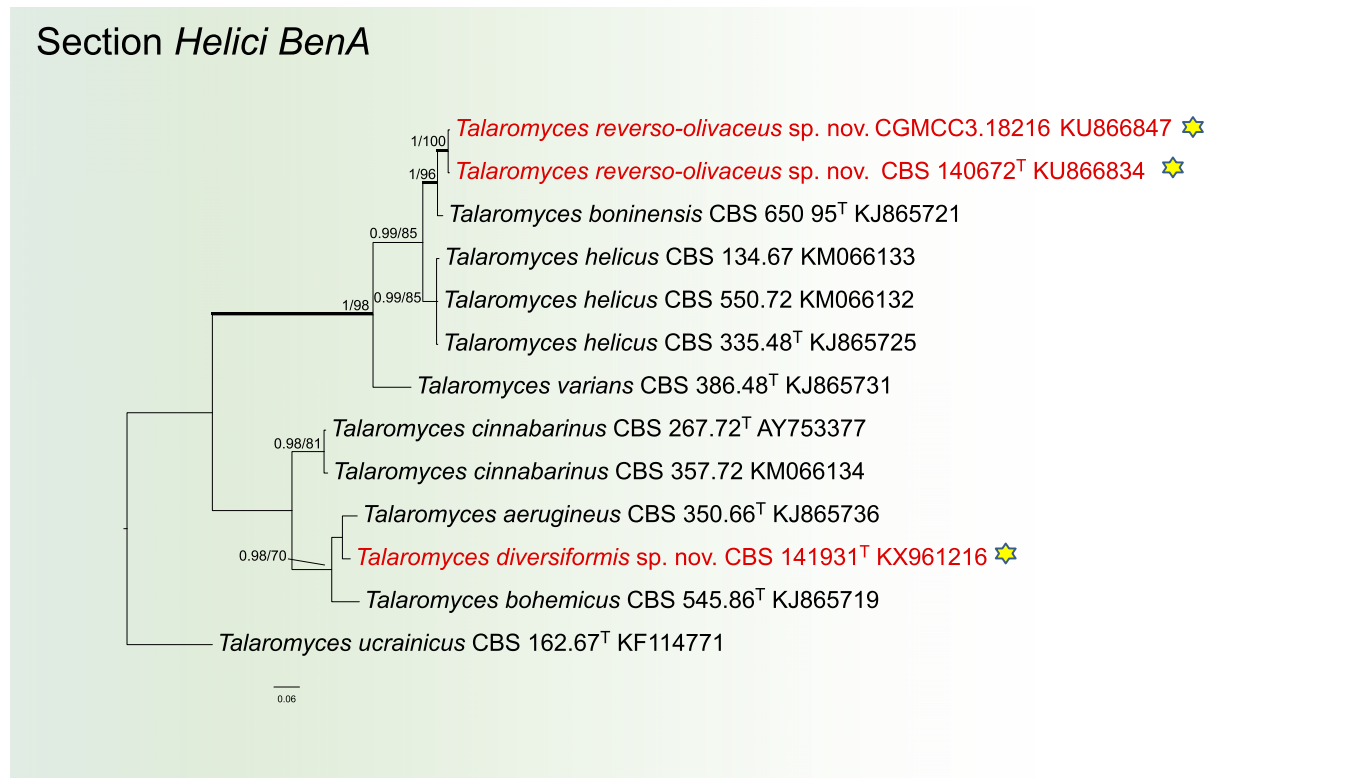 Section Helici BenA
1/100
Talaromyces reverso-olivaceus sp. nov. CGMCC3.18216 KU866847
1/96
Talaromyces reverso-olivaceus sp. nov. CBS 140672ᵀ KU866834
Talaromyces boninensis CBS 650 95ᵀ KJ865721
0.99/85
Talaromyces helicus CBS 134.67 KM066133
0.99/85
Talaromyces helicus CBS 550.72 KM066132
1/98
Talaromyces helicus CBS 335.48ᵀ KJ865725
Talaromyces varians CBS 386.48ᵀ KJ865731
Talaromyces cinnabarinus CBS 267.72ᵀ AY753377
0.98/81
Talaromyces cinnabarinus CBS 357.72 KM066134
Talaromyces aerugineus CBS 350.66ᵀ KJ865736
0.98/70
Talaromyces diversiformis sp. nov. CBS 141931ᵀ KX961216
Talaromyces bohemicus CBS 545.86ᵀ KJ865719
Talaromyces ucrainicus CBS 162.67ᵀ KF114771
0.06